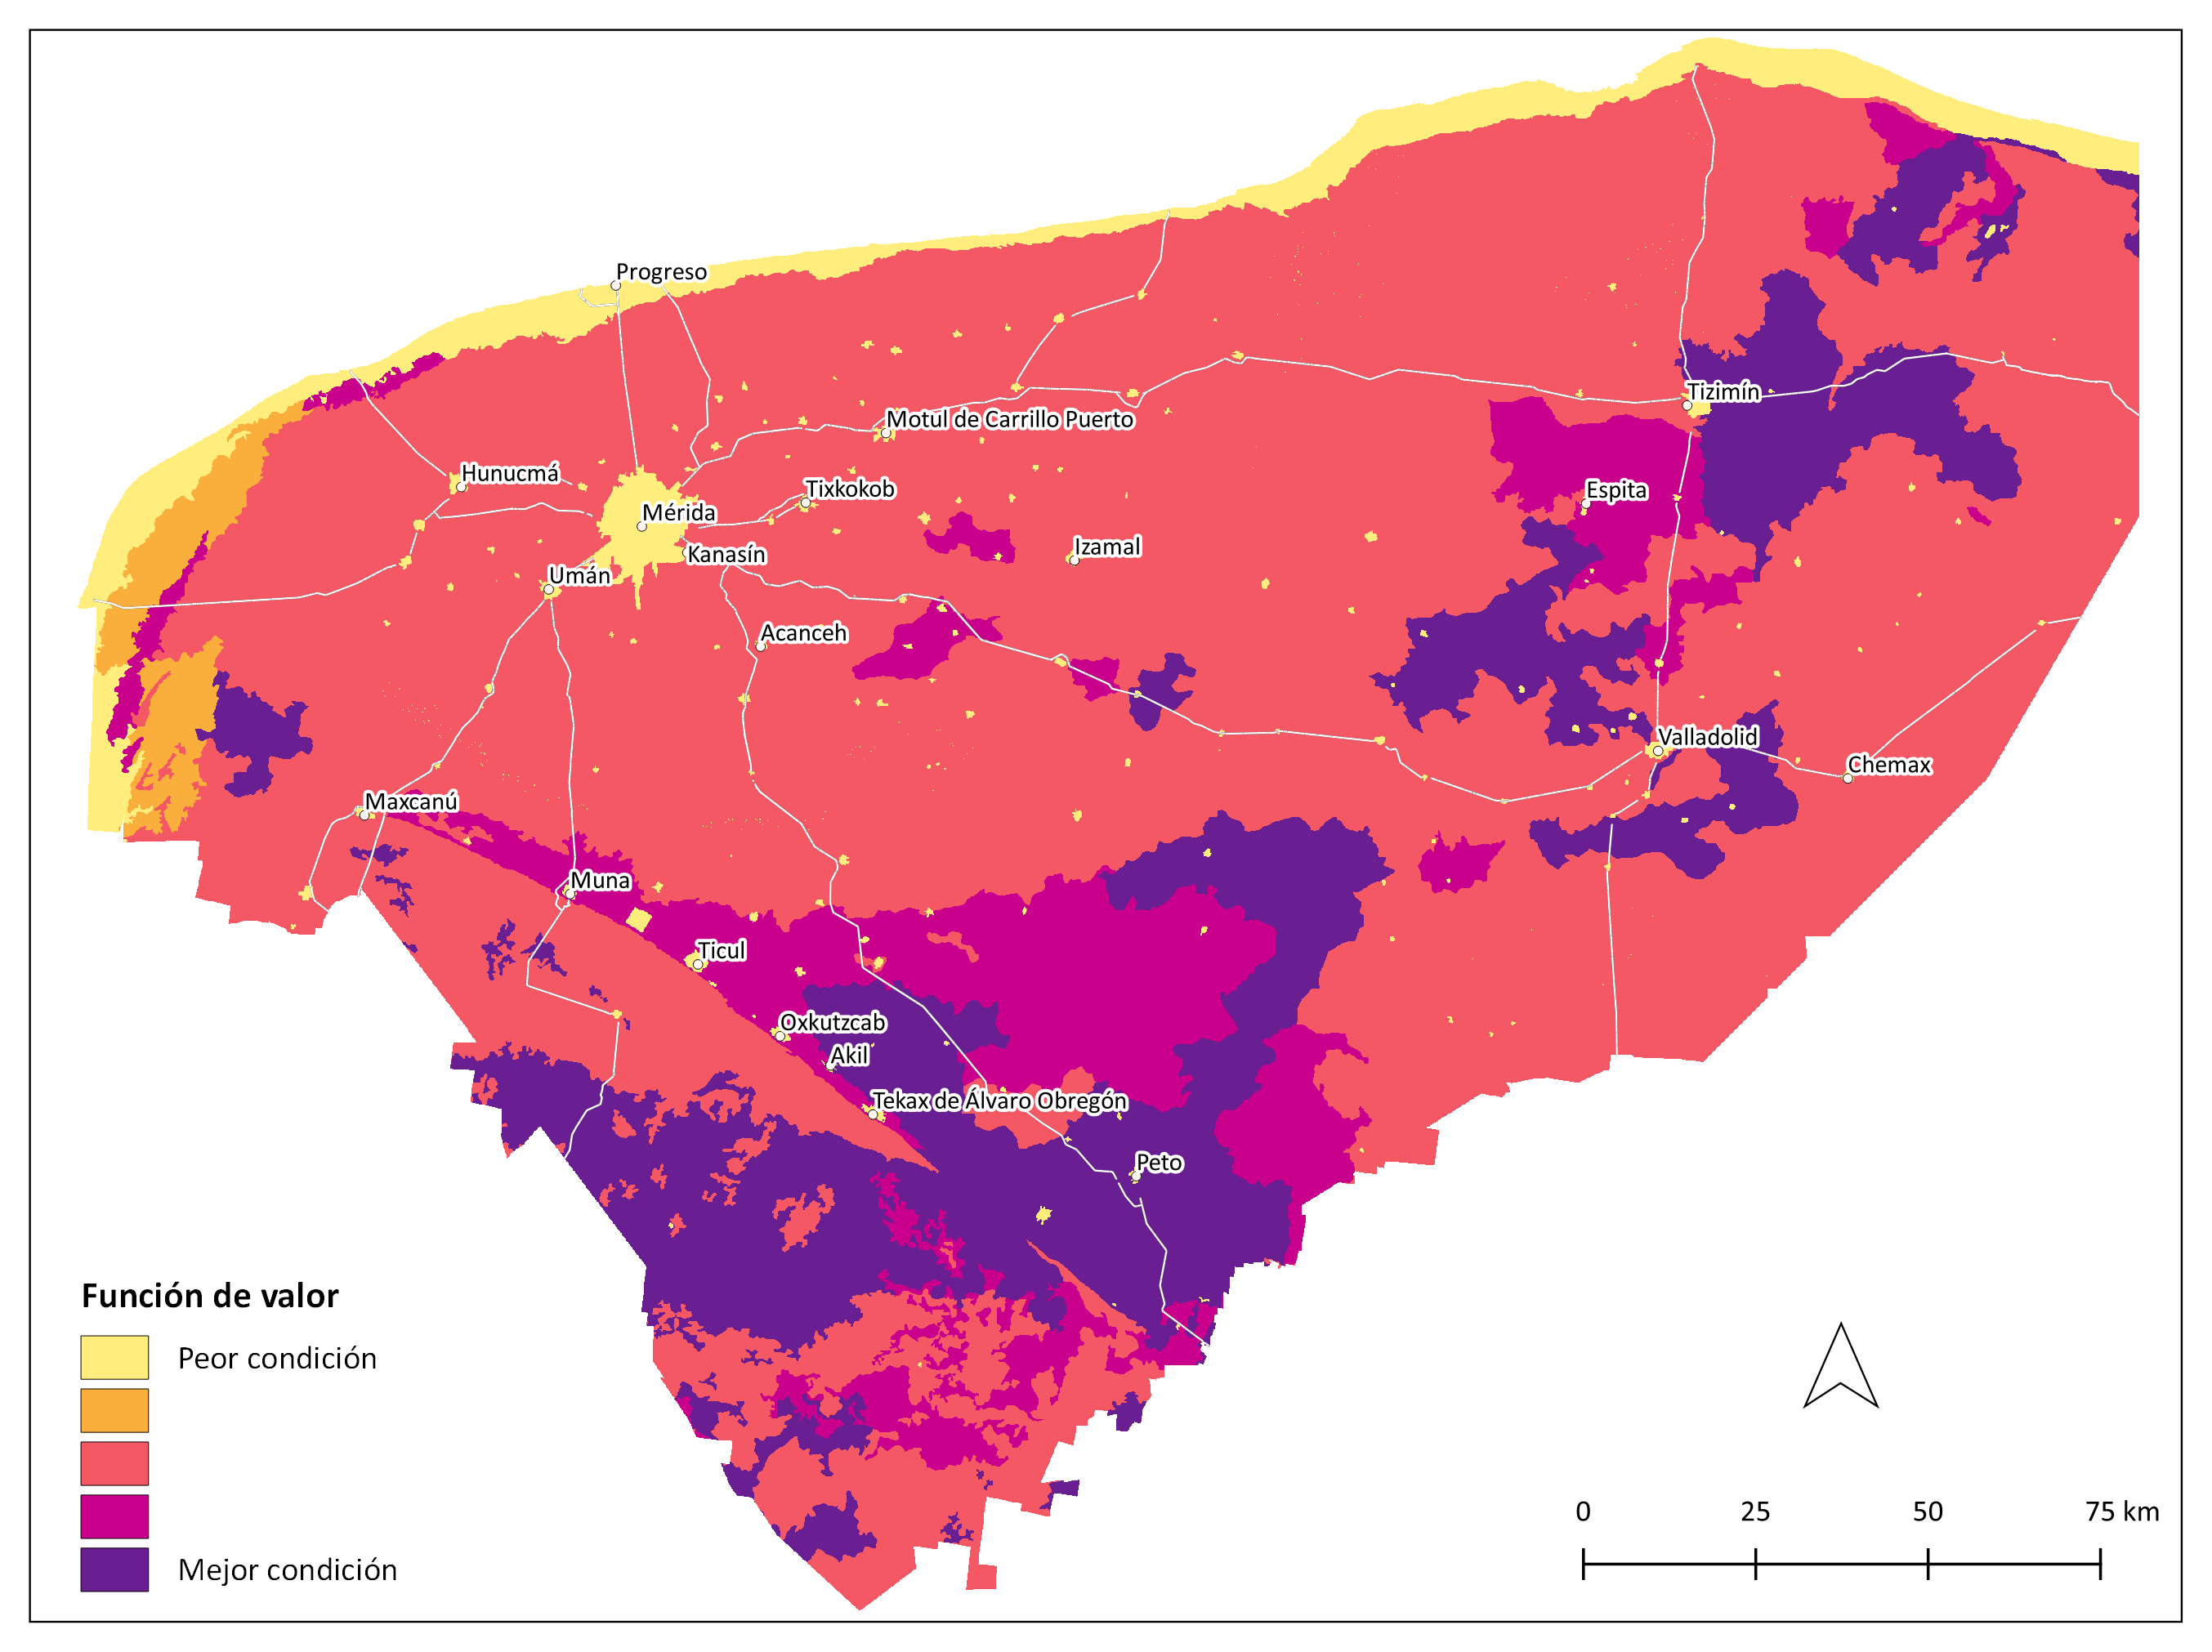 Progreso
Tizimín
Motul de Carrillo Puerto
Hunucmá
Tixkokob
Espita
Mérida
Kanasín
Izamal
Umán
Acanceh
Valladolid
Chemax
Maxcanú
Muna
Ticul
Oxkutzcab
Akil
Tekax de Álvaro Obregón
Peto
Función de valor
Peor condición
Mejor condición
0 25 50 75 km